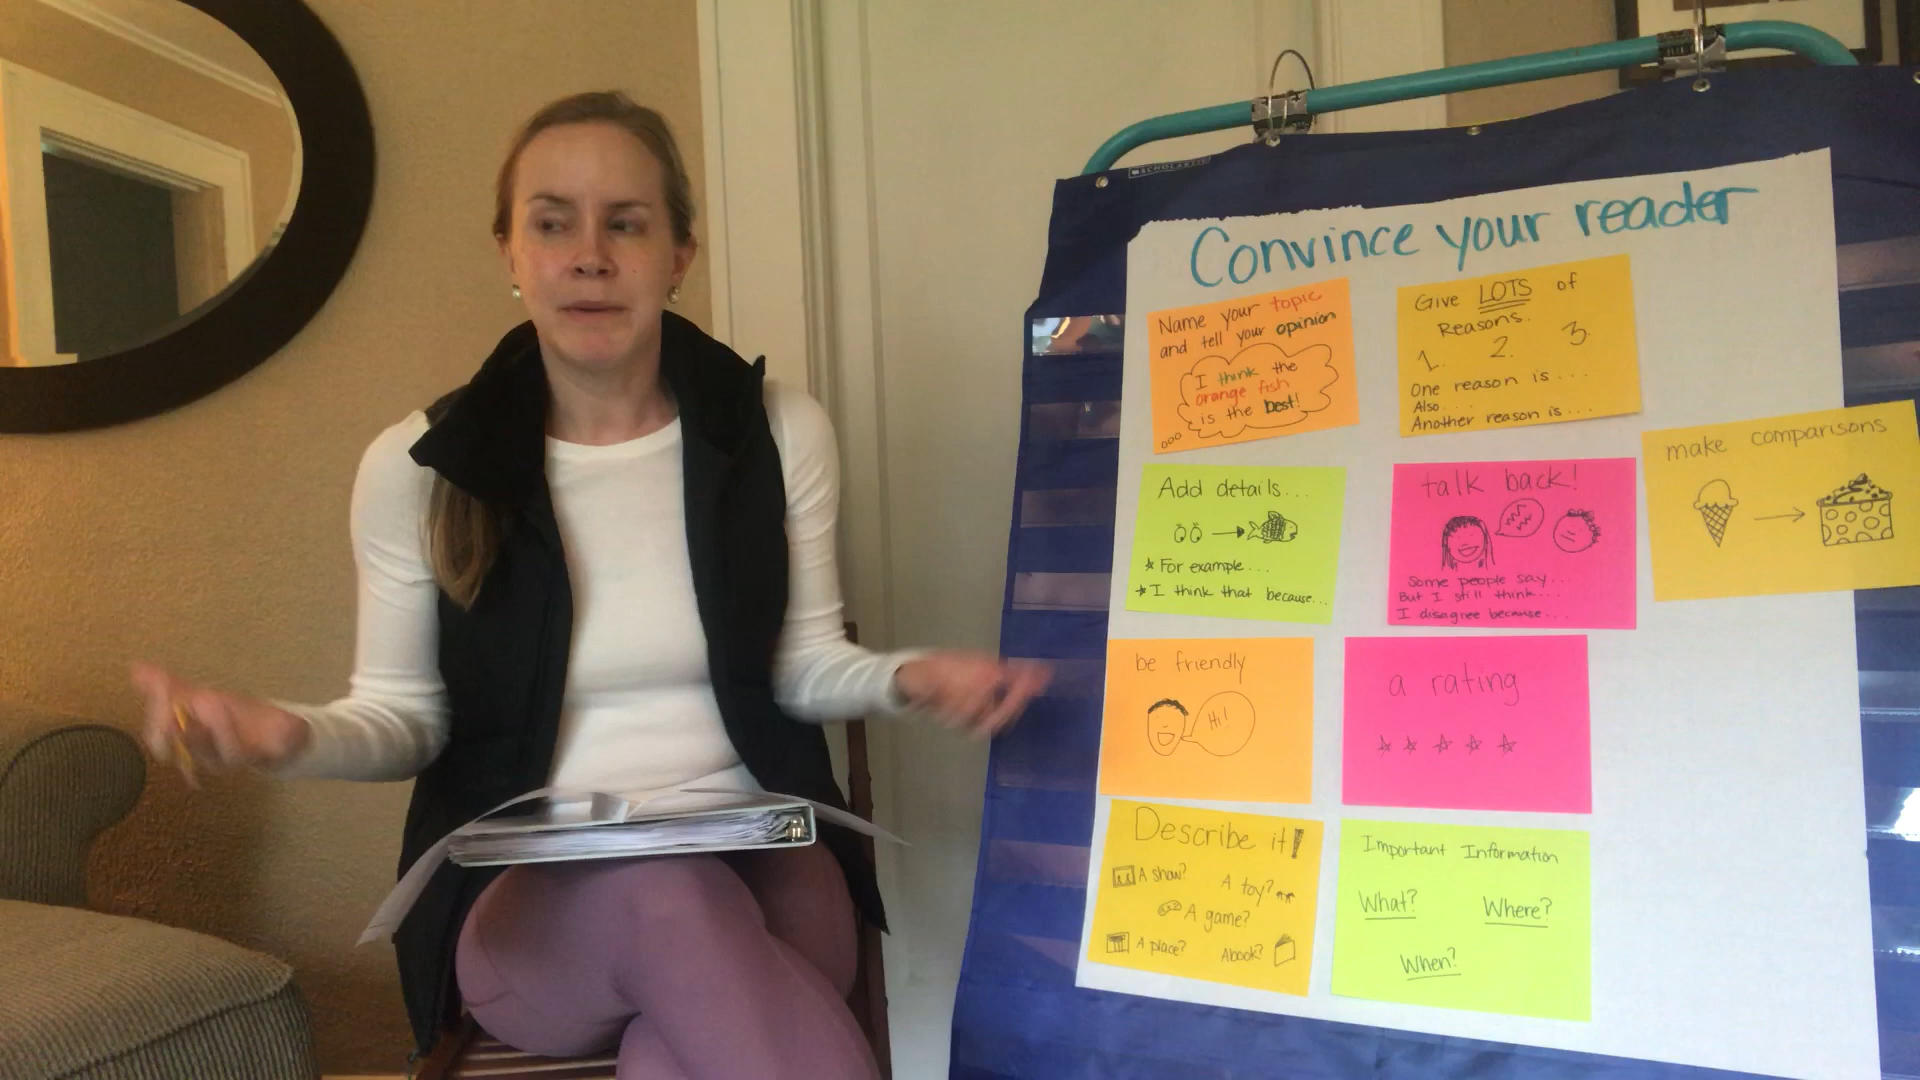 SCHOLASTIC
Convince your reader
Name your topic
and tell your opinion
I think the
orange fish
is the best!
Give LOTS of
Reasons.
1. 2. 3.
One reason is...
Also....
Another reason is...
make comparisons
Add details...
★ For example...
★ I think that because...
talk back!
Some people say...
But I still think....
I disagree because...
be friendly
Hi!
a rating
Describe it!
A show?
A toy?
A game?
A place?
A book?
Important Information
What?
Where?
When?